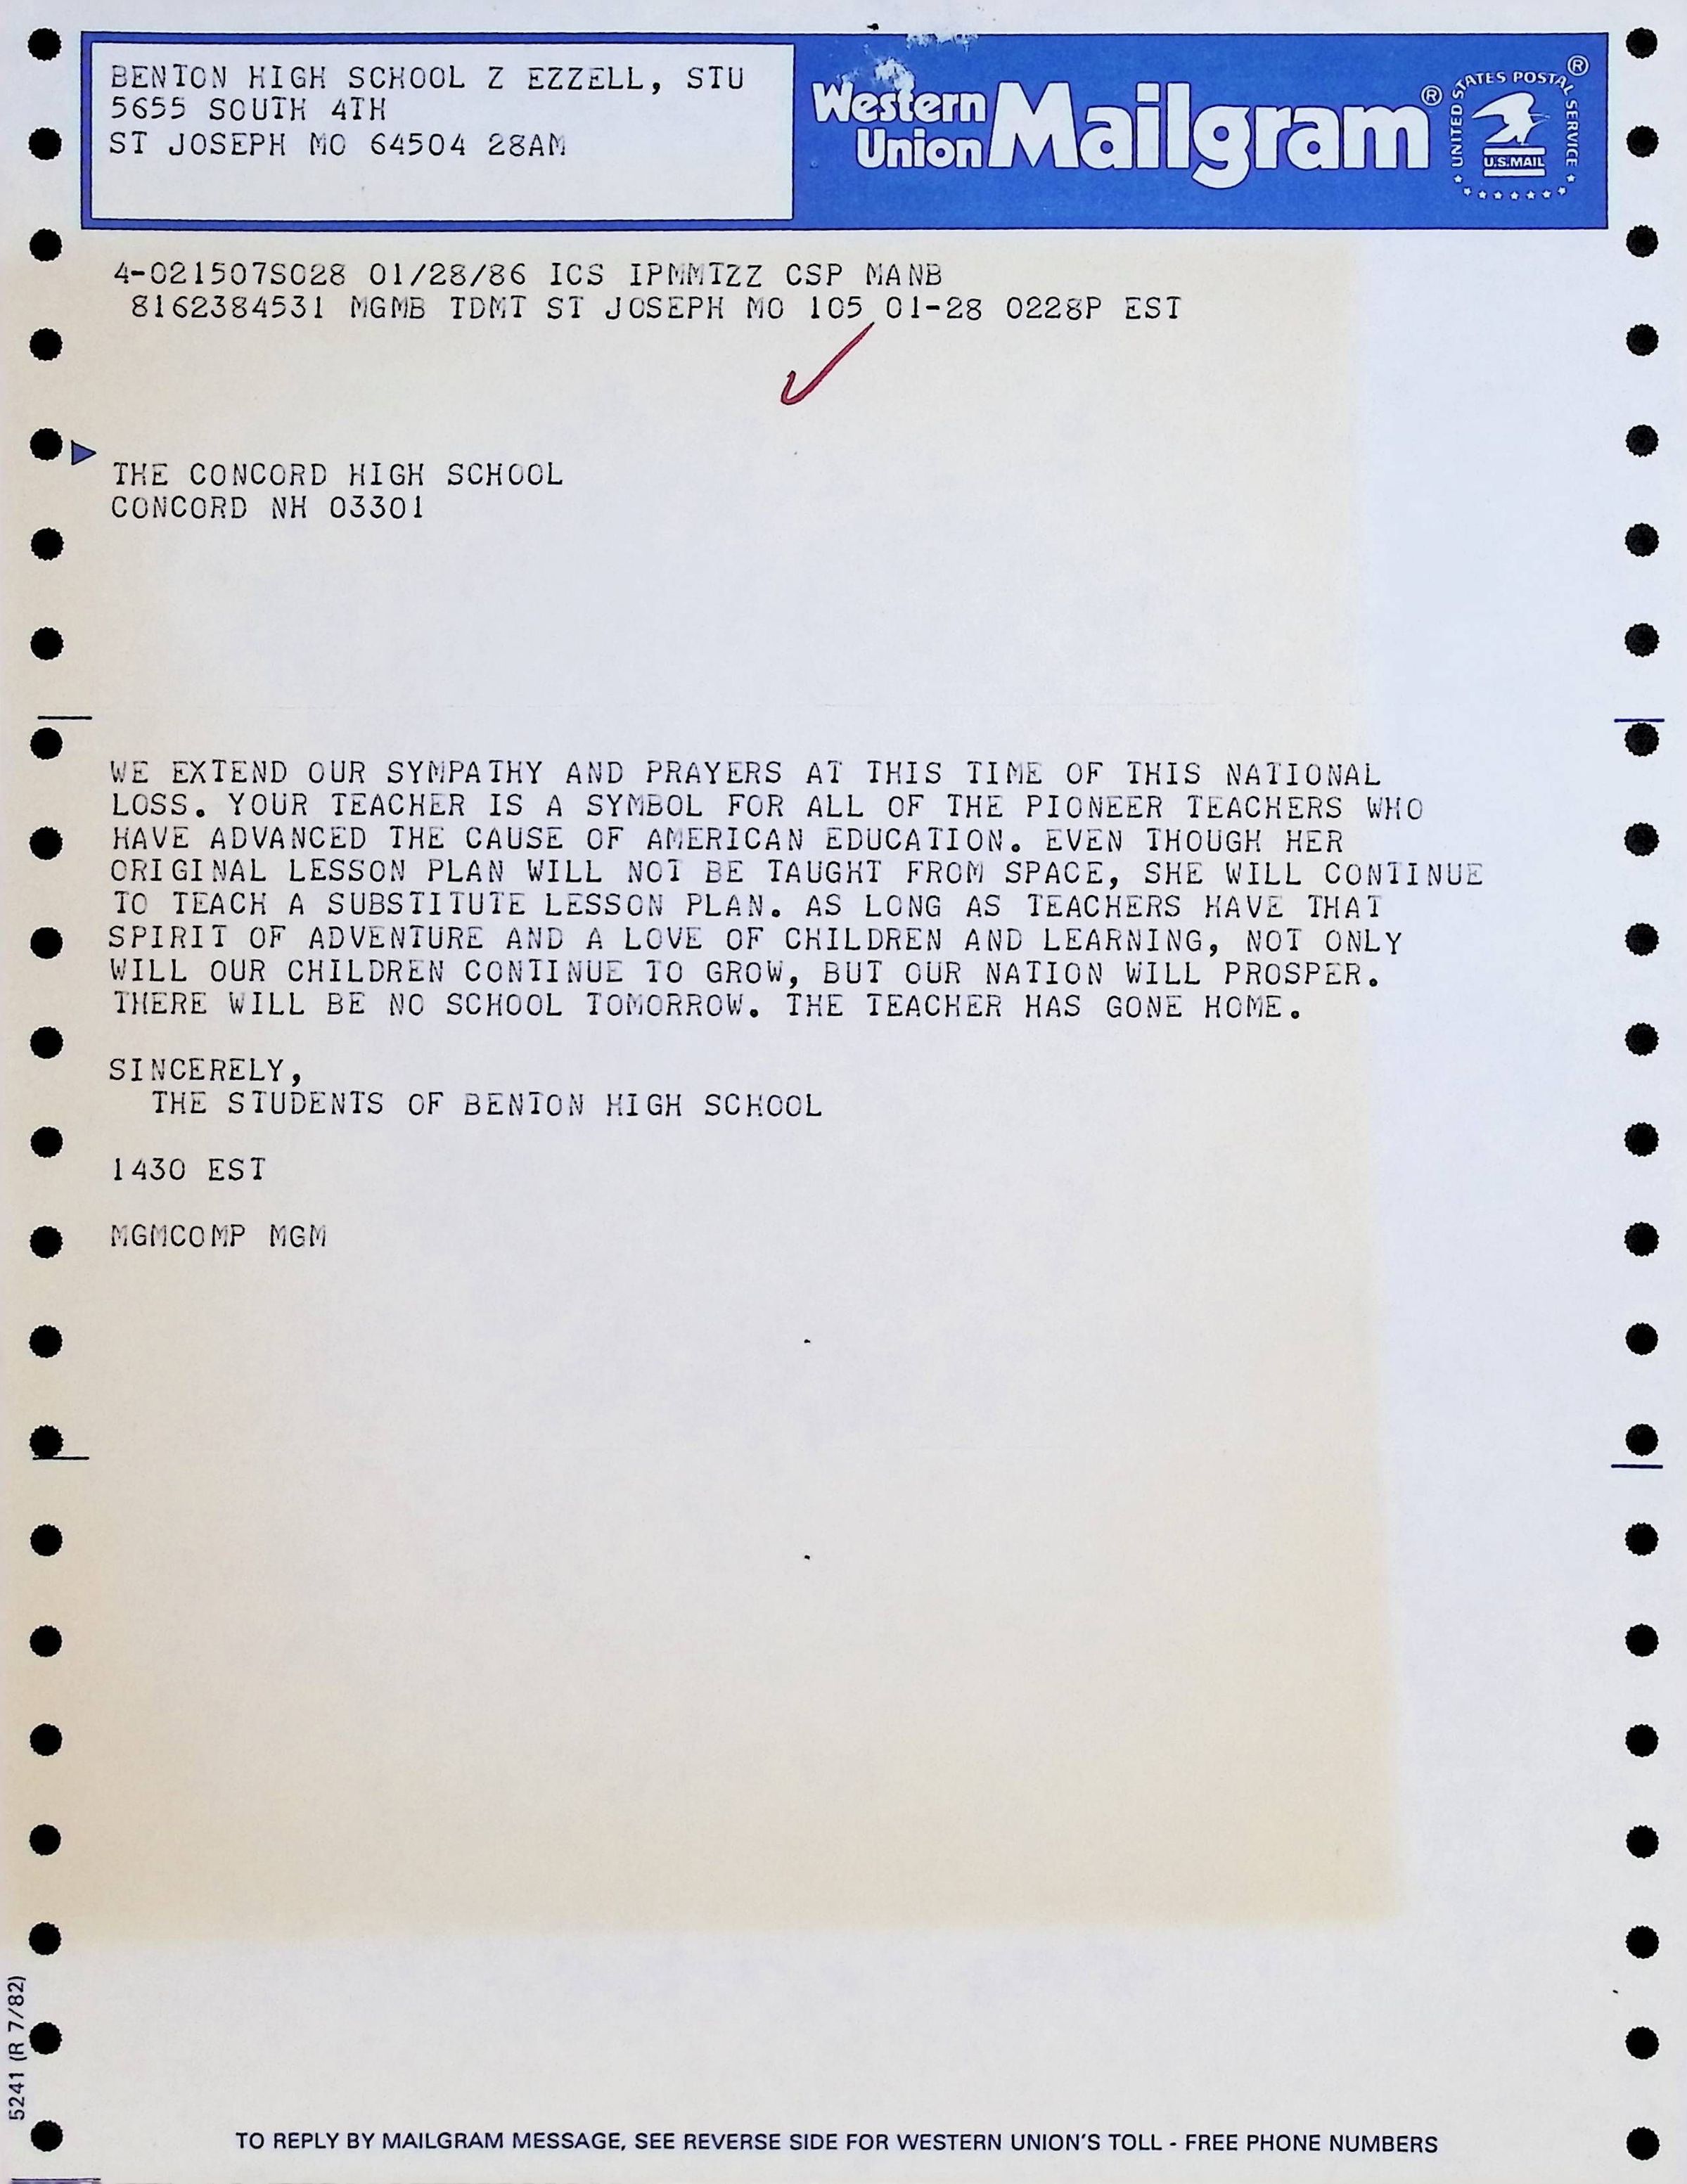 BENTON HIGH SCHOOL Z EZZELL, STU
5655 SOUTH 4TH
ST JOSEPH MO 64504 28AM
Western Union Mailgram®
UNITED STATES POSTAL SERVICE ®
U.S.MAIL
4-021507S028 01/28/86 ICS IPMMTZZ CSP MANB
8162384531 MGMB TDMT ST JOSEPH MO 105 01-28 0228P EST
THE CONCORD HIGH SCHOOL
CONCORD NH 03301
WE EXTEND OUR SYMPATHY AND PRAYERS AT THIS TIME OF THIS NATIONAL
LOSS. YOUR TEACHER IS A SYMBOL FOR ALL OF THE PIONEER TEACHERS WHO
HAVE ADVANCED THE CAUSE OF AMERICAN EDUCATION. EVEN THOUGH HER
ORIGINAL LESSON PLAN WILL NOT BE TAUGHT FROM SPACE, SHE WILL CONTINUE
TO TEACH A SUBSTITUTE LESSON PLAN. AS LONG AS TEACHERS HAVE THAT
SPIRIT OF ADVENTURE AND A LOVE OF CHILDREN AND LEARNING, NOT ONLY
WILL OUR CHILDREN CONTINUE TO GROW, BUT OUR NATION WILL PROSPER.
THERE WILL BE NO SCHOOL TOMORROW. THE TEACHER HAS GONE HOME.
SINCERELY,
THE STUDENTS OF BENTON HIGH SCHOOL
1430 EST
MGMCOMP MGM
5241 (R 7/82)
TO REPLY BY MAILGRAM MESSAGE, SEE REVERSE SIDE FOR WESTERN UNION'S TOLL - FREE PHONE NUMBERS